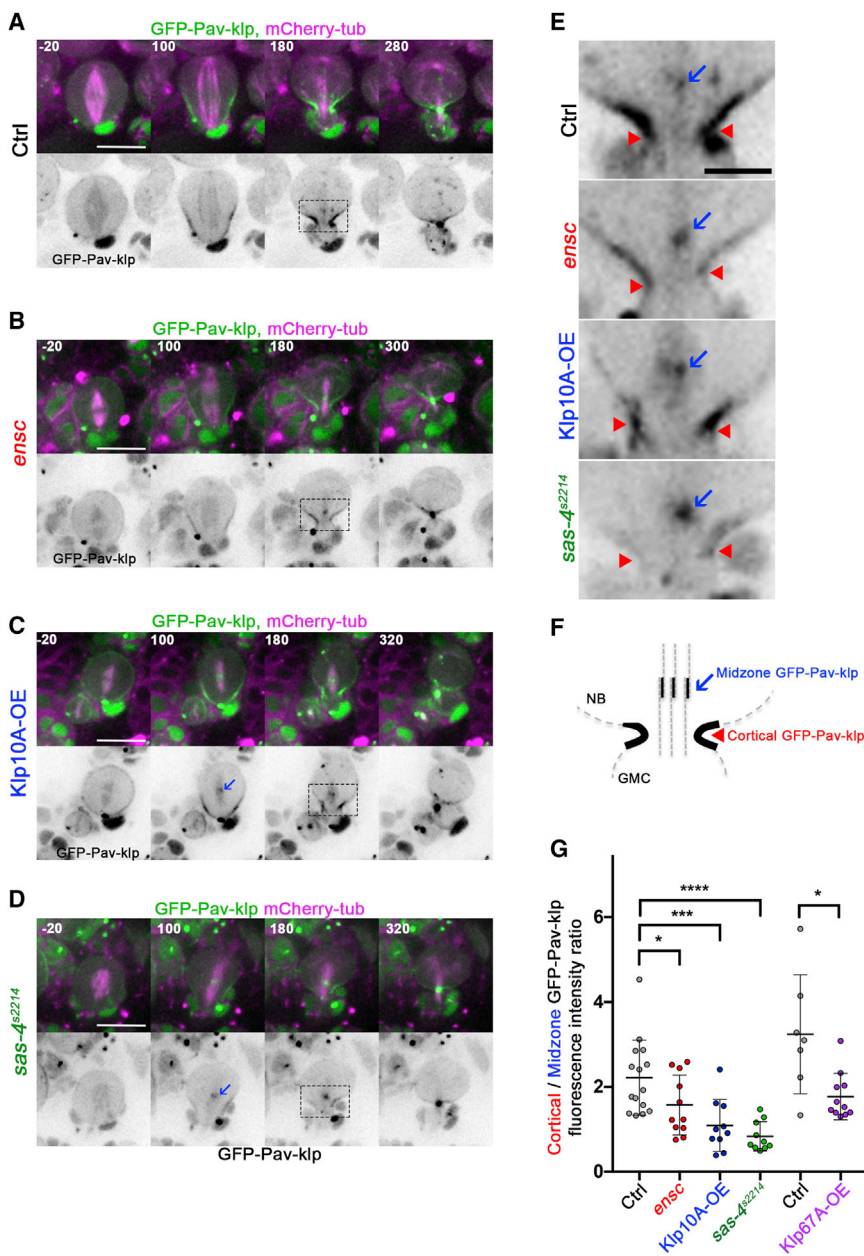 A
GFP-Pav-klp, mCherry-tub
-20 100 180 280
Ctrl
GFP-Pav-klp
B
GFP-Pav-klp, mCherry-tub
-20 100 180 300
ensc
GFP-Pav-klp
C
GFP-Pav-klp, mCherry-tub
-20 100 180 320
Klp10A-OE
GFP-Pav-klp
D
GFP-Pav-klp mCherry-tub
-20 100 180 320
sas-4s2214
GFP-Pav-klp
E
Ctrl
ensc
Klp10A-OE
sas-4s2214
F
NB
Midzone GFP-Pav-klp
Cortical GFP-Pav-klp
GMC
G
Cortical / Midzone GFP-Pav-klp
fluorescence intensity ratio
6
4
2
0
****
***
*
*
Ctrl
ensc
Klp10A-OE
sas-4s2214
Ctrl
Klp67A-OE